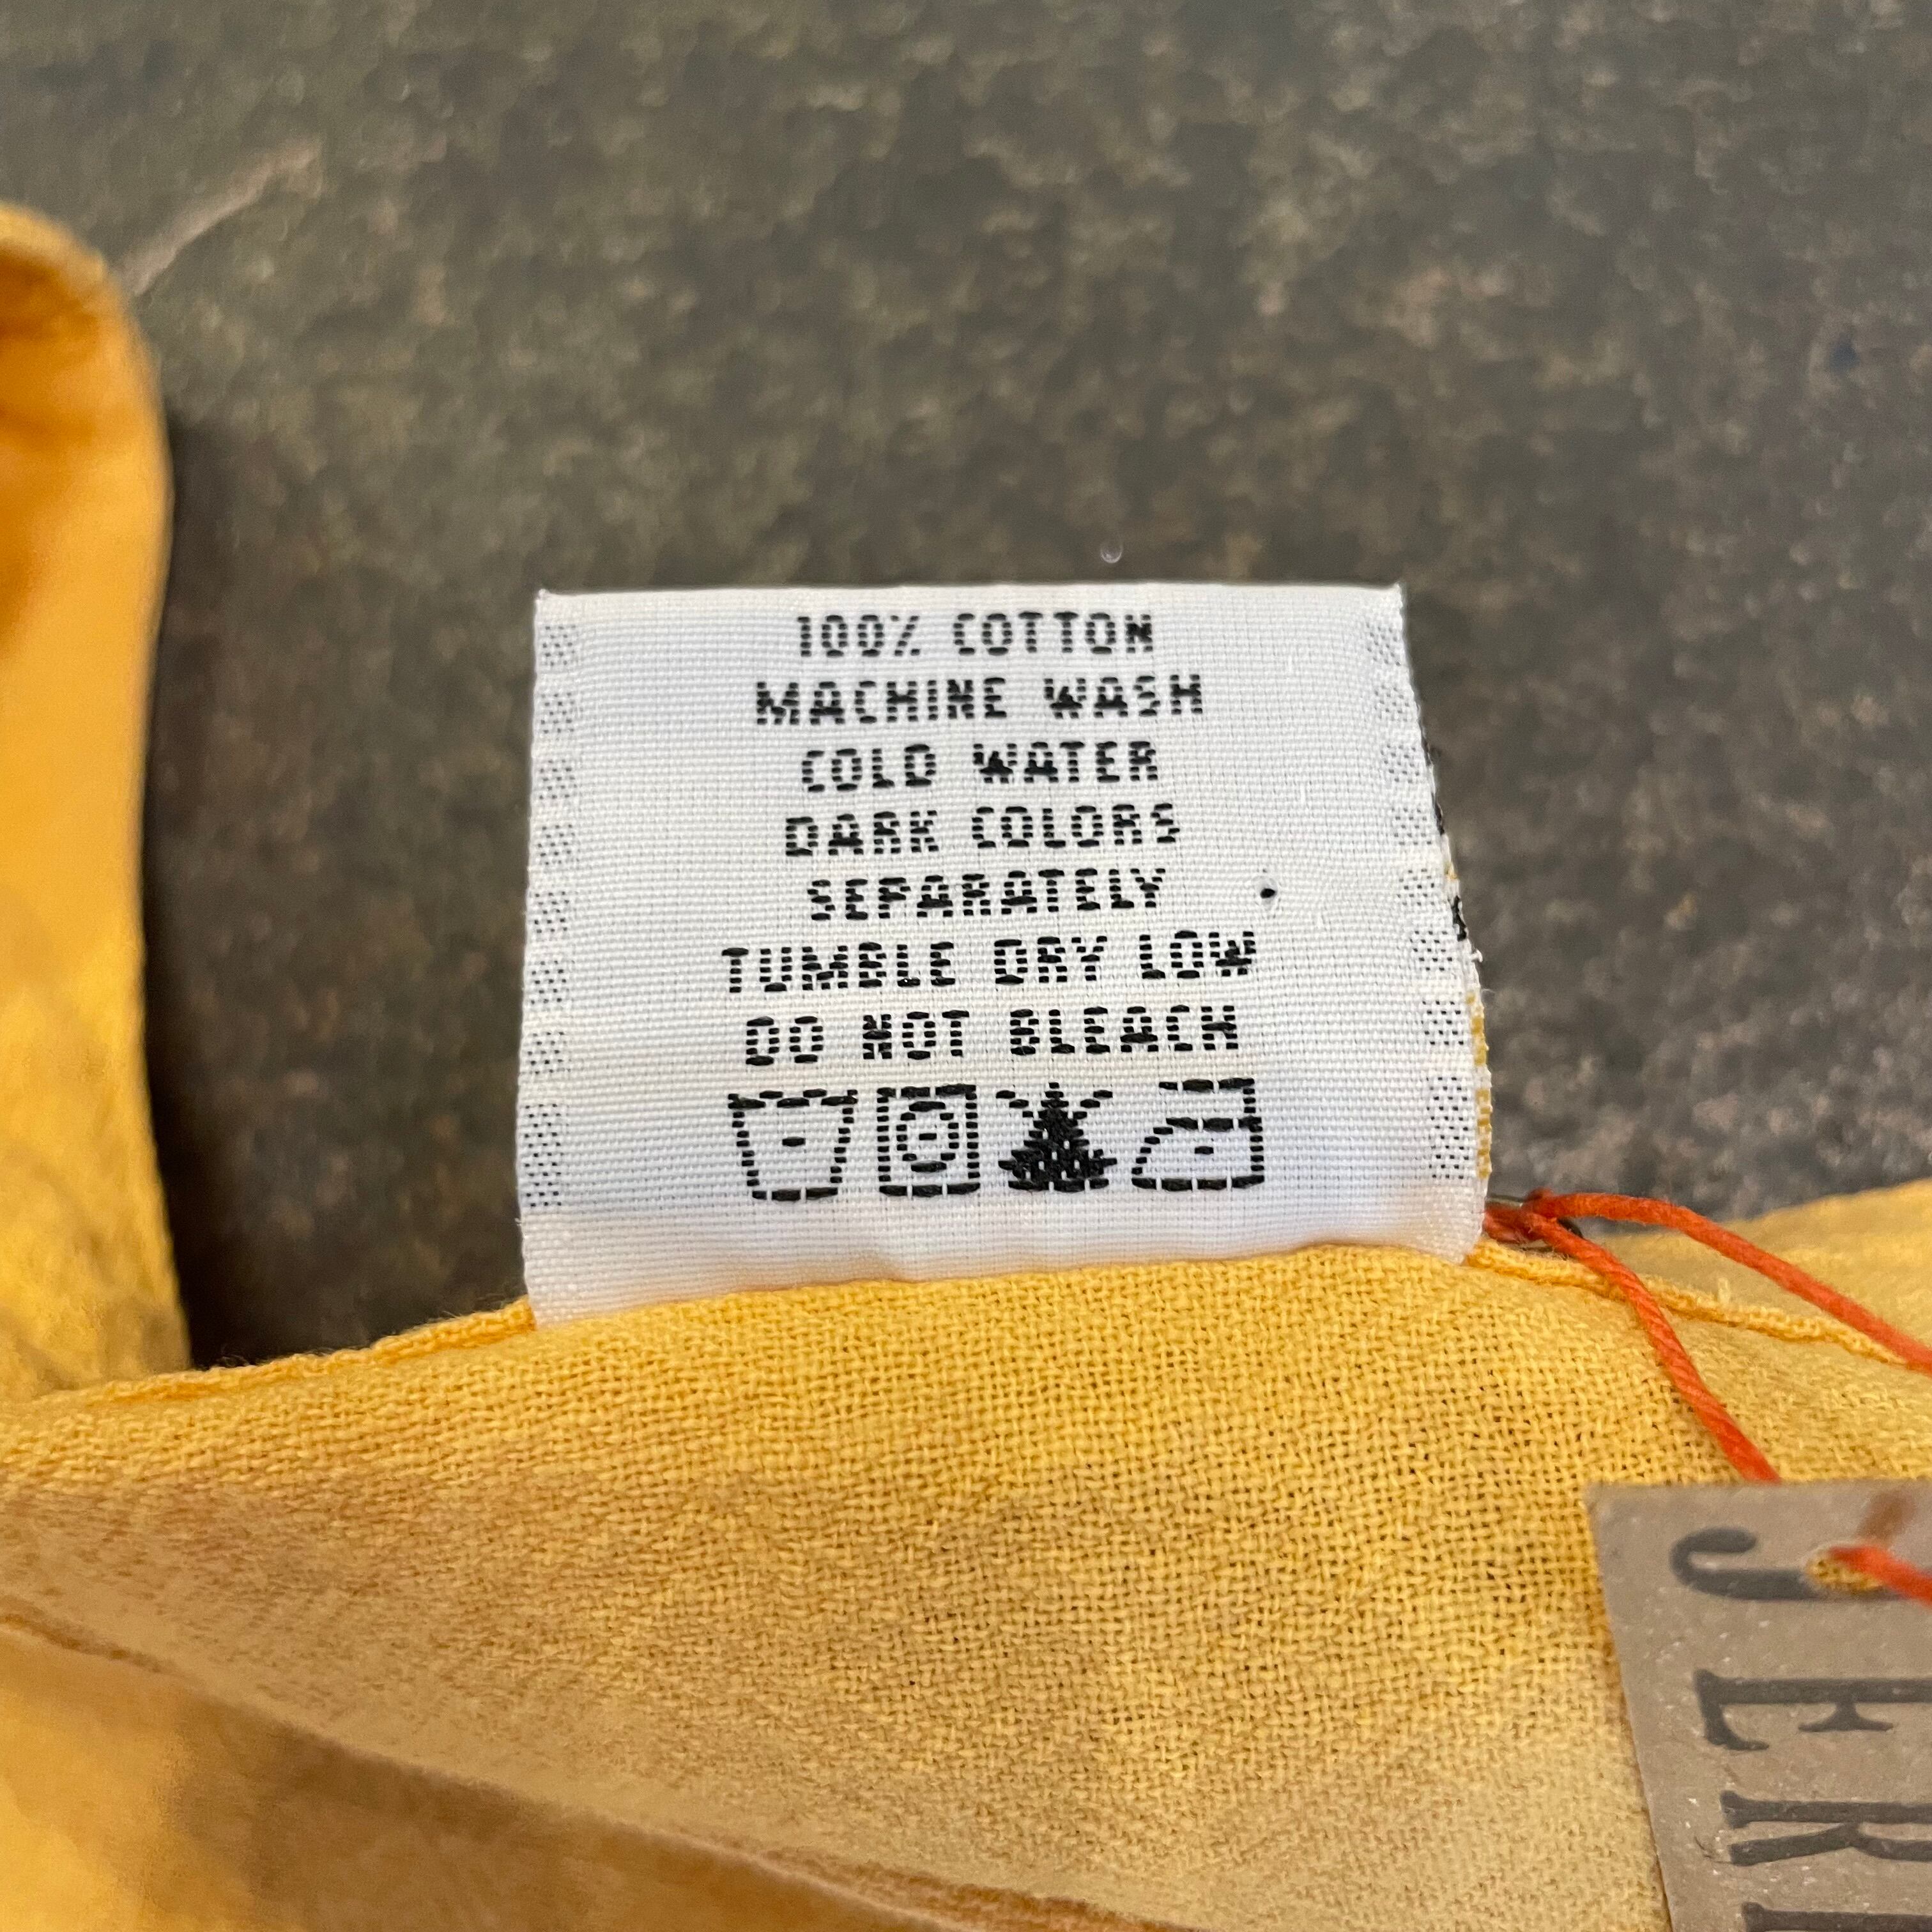 100% COTTON
MACHINE WASH
COLD WATER
DARK COLORS
SEPARATELY
TUMBLE DRY LOW
DO NOT BLEACH